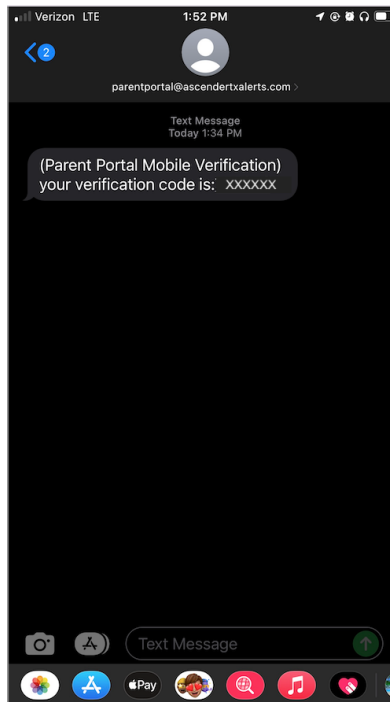 Verizon LTE 1:52 PM
2
parentportal@ascendertxalerts.com
Text Message
Today 1:34 PM
(Parent Portal Mobile Verification)
your verification code is: XXXXXX
Text Message
Pay